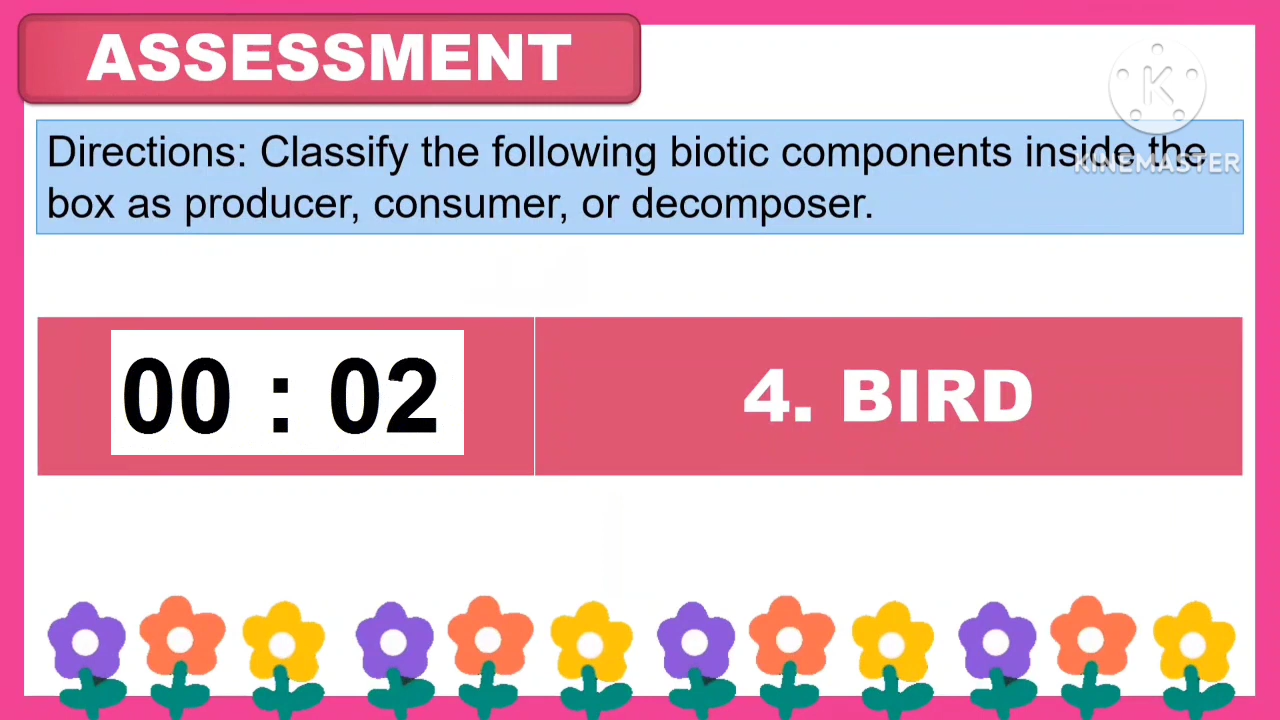 ASSESSMENT
K
KINEMASTER
Directions: Classify the following biotic components inside the
box as producer, consumer, or decomposer.
00 : 02
4. BIRD